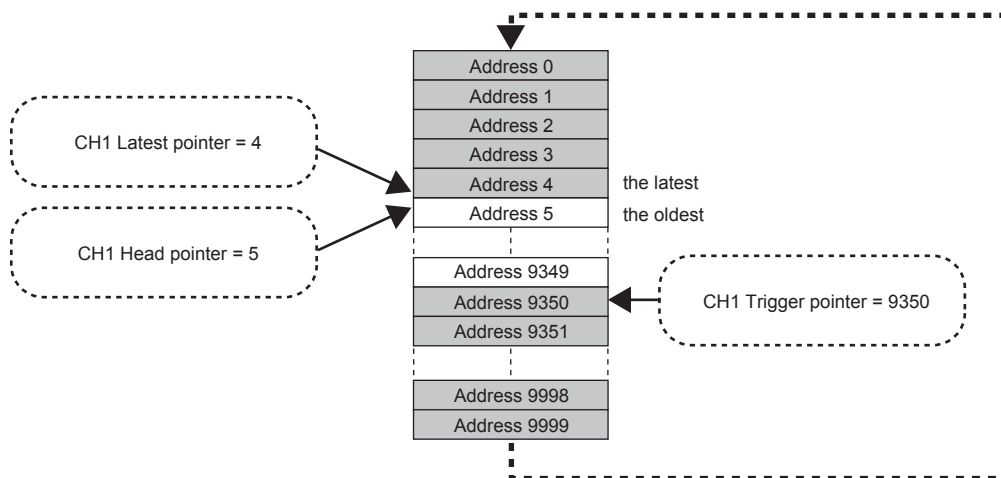 Address 0
Address 1
Address 2
Address 3
Address 4
Address 5
CH1 Latest pointer = 4
the latest
CH1 Head pointer = 5
the oldest
Address 9349
Address 9350
Address 9351
CH1 Trigger pointer = 9350
Address 9998
Address 9999